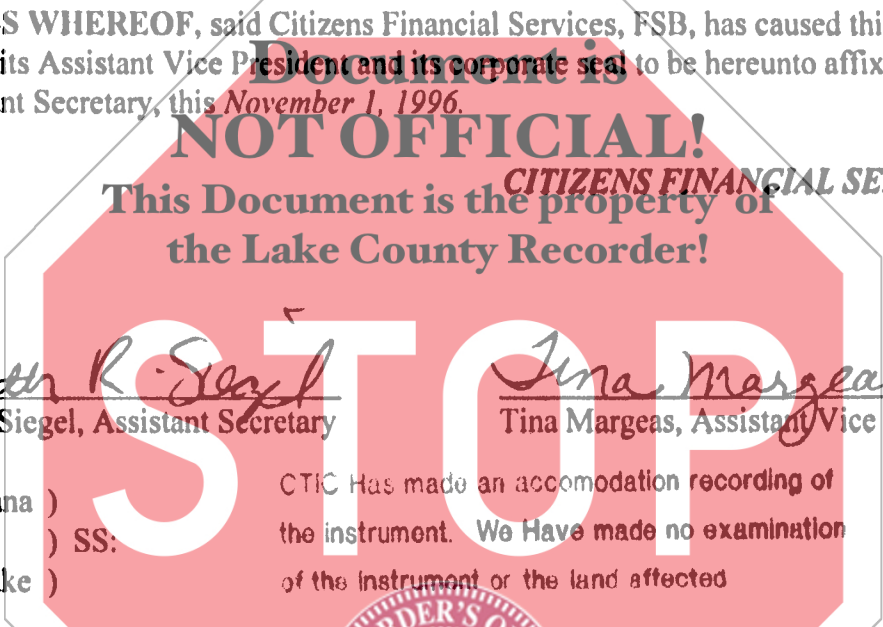 S WHEREOF, said Citizens Financial Services, FSB, has caused thi
its Assistant Vice President and its corporate seal to be hereunto affix
Document is
nt Secretary, this November 1, 1996.
NOT OFFICIAL!
CITIZENS FINANCIAL SE
This Document is the property of
the Lake County Recorder!
STOP
R. Siegel
Tina Margea
Siegel, Assistant Secretary
Tina Margeas, Assistant Vice
na )
) SS:
ke )
CTIC Has made an accomodation recording of
the instrument. We Have made no examination
of the instrument or the land affected
DER'S O